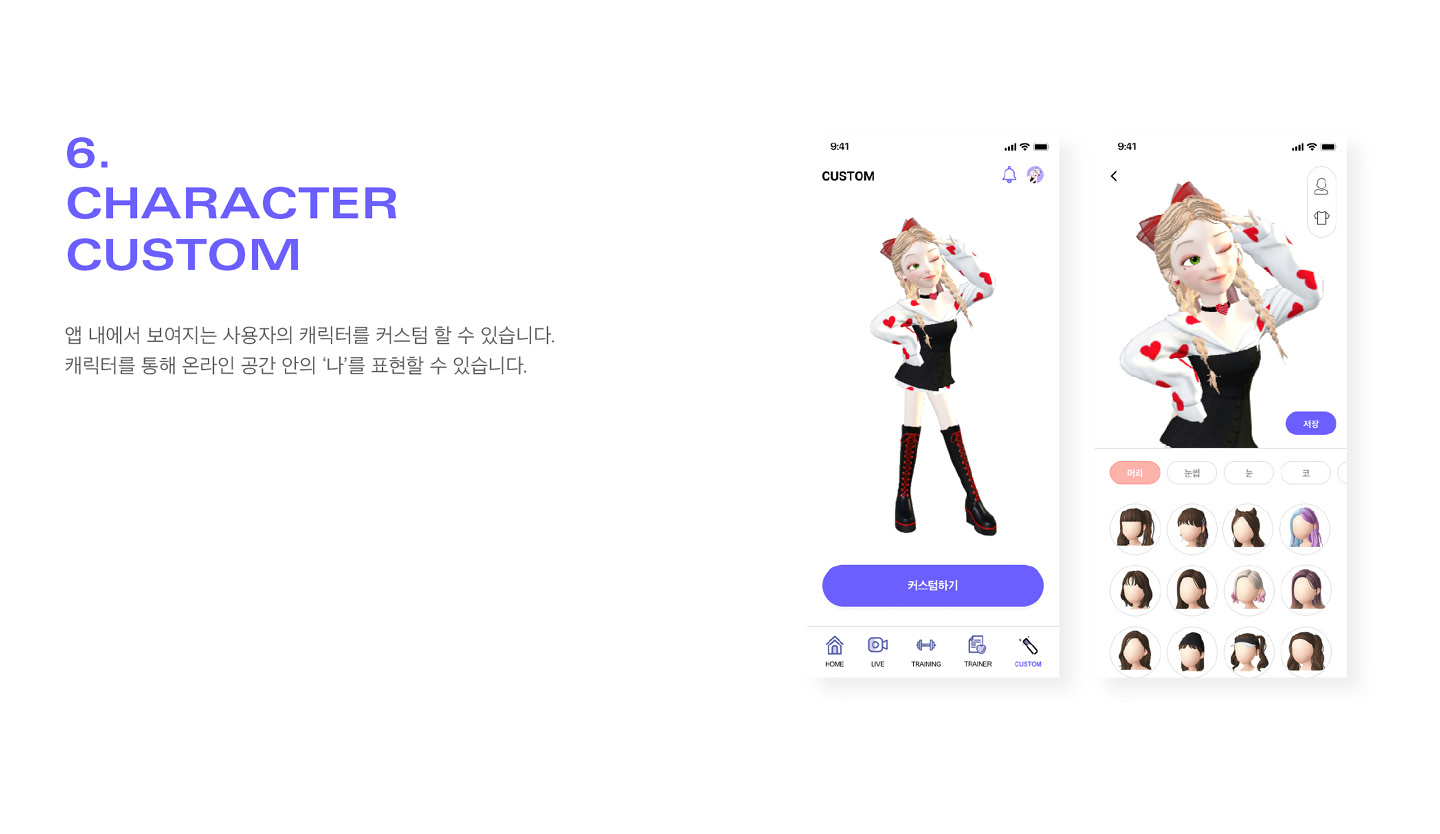 6.
CHARACTER
CUSTOM
앱 내에서 보여지는 사용자의 캐릭터를 커스텀 할 수 있습니다.
캐릭터를 통해 온라인 공간 안의 ‘나’를 표현할 수 있습니다.
9:41
CUSTOM
커스텀하기
HOME
LIVE
TRAINING
TRAINER
CUSTOM
9:41
저장
머리
눈썹
눈
코